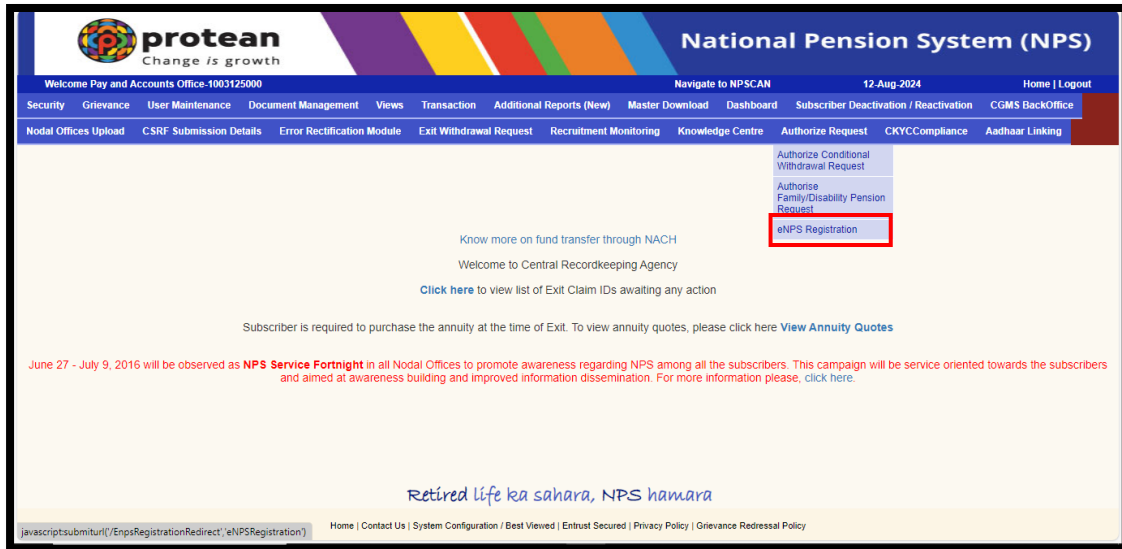 protean
Change is growth
National Pension System (NPS)
Welcome Pay and Accounts Office-1003125000 Navigate to NPSCAN 12-Aug-2024 Home | Logout
Security Grievance User Maintenance Document Management Views Transaction Additional Reports (New) Master Download Dashboard Subscriber Deactivation / Reactivation CGMS BackOffice
Nodal Offices Upload CSRF Submission Details Error Rectification Module Exit Withdrawal Request Recruitment Monitoring Knowledge Centre Authorize Request CKYCCompliance Aadhaar Linking
Authorize Conditional
Withdrawal Request
Authorise
Family/Disability Pension
Request
eNPS Registration
Know more on fund transfer through NACH
Welcome to Central Recordkeeping Agency
Click here to view list of Exit Claim IDs awaiting any action
Subscriber is required to purchase the annuity at the time of Exit. To view annuity quotes, please click here View Annuity Quotes
June 27 - July 9, 2016 will be observed as NPS Service Fortnight in all Nodal Offices to promote awareness regarding NPS among all the subscribers. This campaign will be service oriented towards the subscribers
and aimed at awareness building and improved information dissemination. For more information please, click here.
Retired life ka sahara, NPS hamara
Home | Contact Us | System Configuration / Best Viewed | Entrust Secured | Privacy Policy | Grievance Redressal Policy
javascript:submiturl('/EnpsRegistrationRedirect','eNPSRegistration')